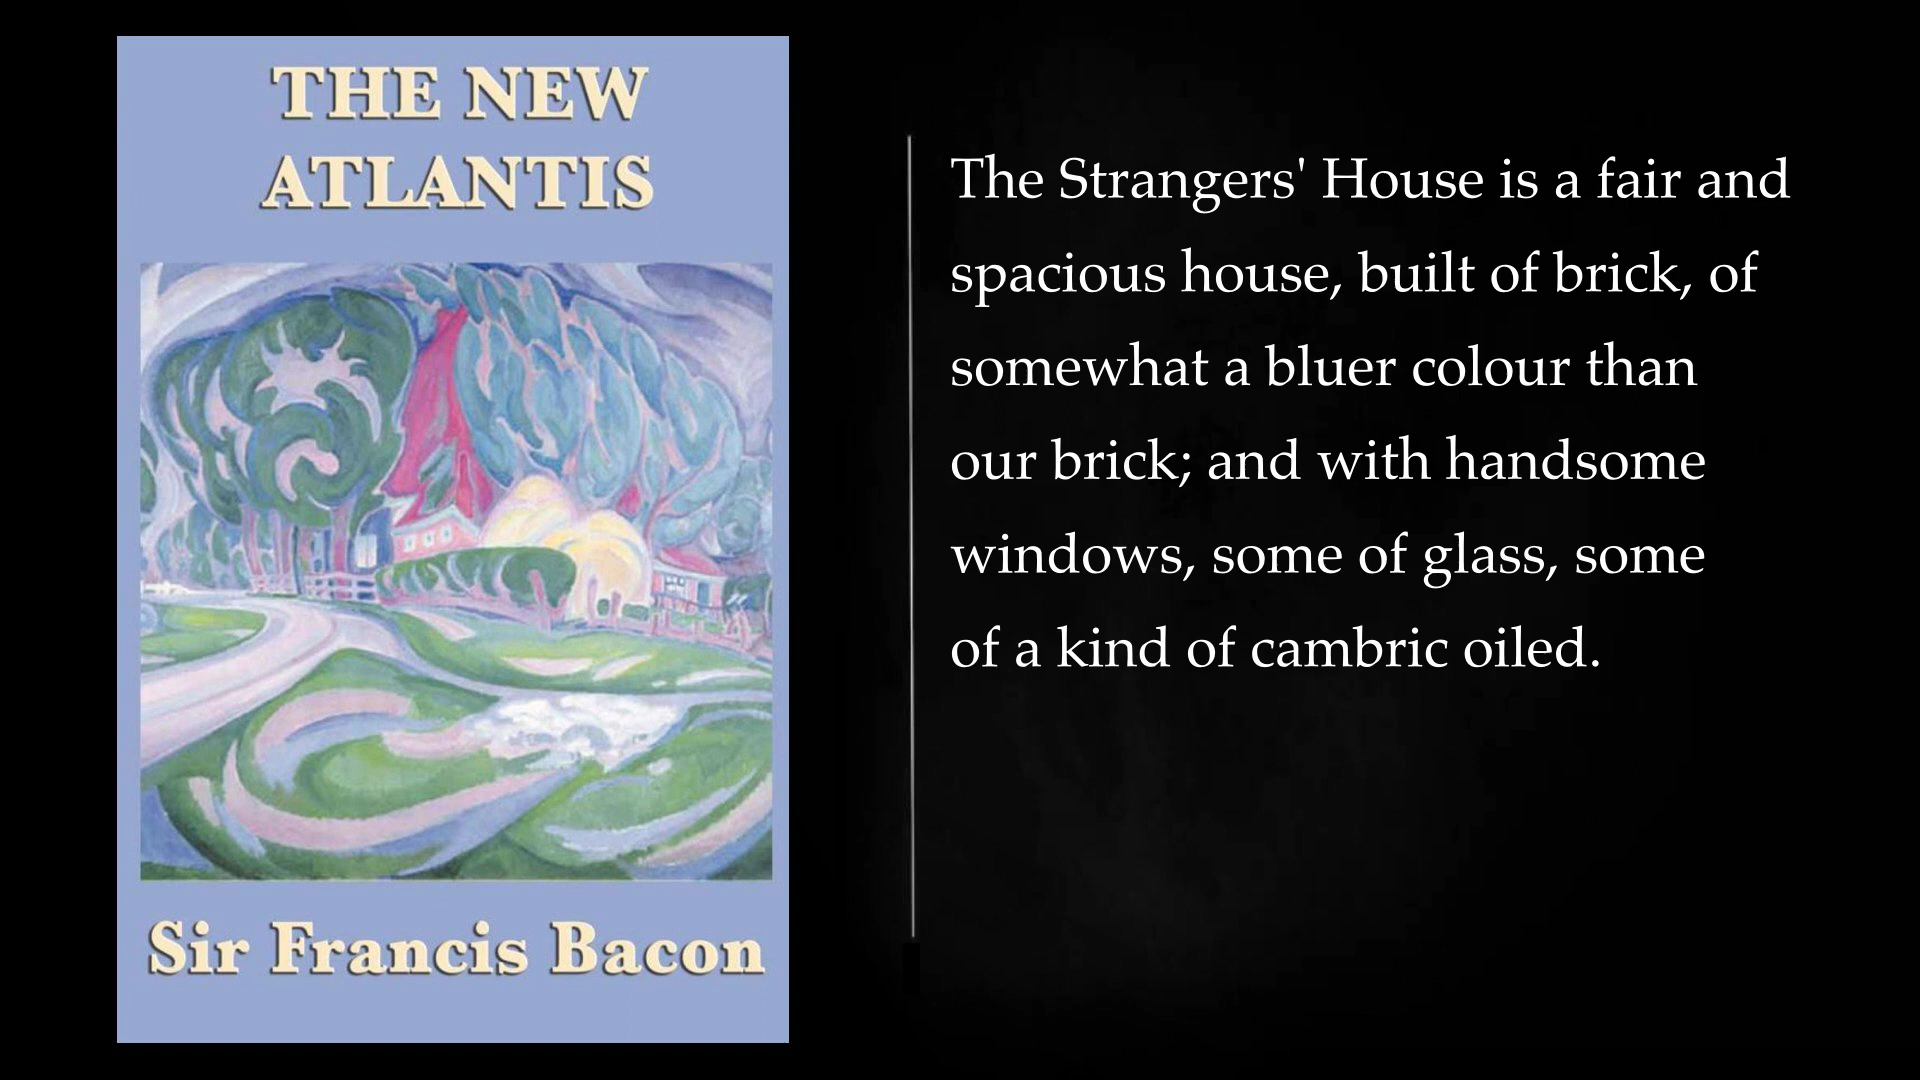 THE NEW
ATLANTIS
Sir Francis Bacon
The Strangers' House is a fair and
spacious house, built of brick, of
somewhat a bluer colour than
our brick; and with handsome
windows, some of glass, some
of a kind of cambric oiled.